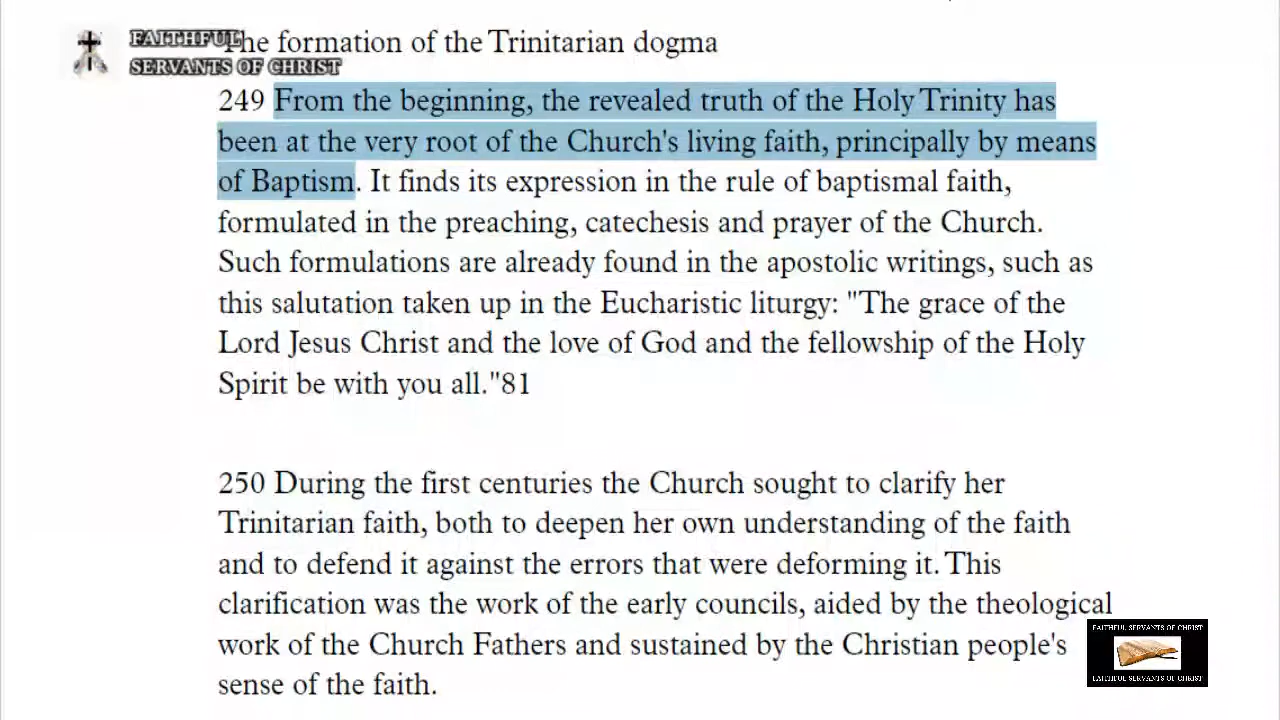 FAITHFUL
The formation of the Trinitarian dogma
SERVANTS OF CHRIST
249 From the beginning, the revealed truth of the Holy Trinity has
been at the very root of the Church's living faith, principally by means
of Baptism. It finds its expression in the rule of baptismal faith,
formulated in the preaching, catechesis and prayer of the Church.
Such formulations are already found in the apostolic writings, such as
this salutation taken up in the Eucharistic liturgy: "The grace of the
Lord Jesus Christ and the love of God and the fellowship of the Holy
Spirit be with you all."81
250 During the first centuries the Church sought to clarify her
Trinitarian faith, both to deepen her own understanding of the faith
and to defend it against the errors that were deforming it. This
clarification was the work of the early councils, aided by the theological
work of the Church Fathers and sustained by the Christian people's
sense of the faith.
FAITHFUL SERVANTS OF CHRIST
FAITHFUL SERVANTS OF CHRIST